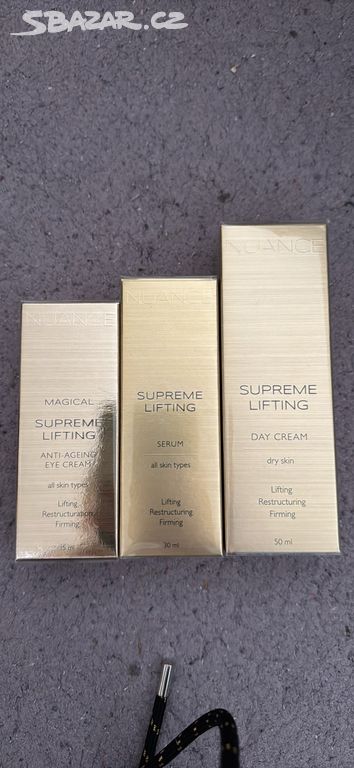 SBAZAR.CZ
NUANCE
MAGICAL
SUPREME
LIFTING
ANTI-AGEING
EYE CREAM
all skin types
Lifting
Restructuration
Firming
15 ml
NUANCE
SUPREME
LIFTING
SERUM
all skin types
Lifting
Restructuring
Firming
30 ml
NUANCE
SUPREME
LIFTING
DAY CREAM
dry skin
Lifting
Restructuring
Firming
50 ml